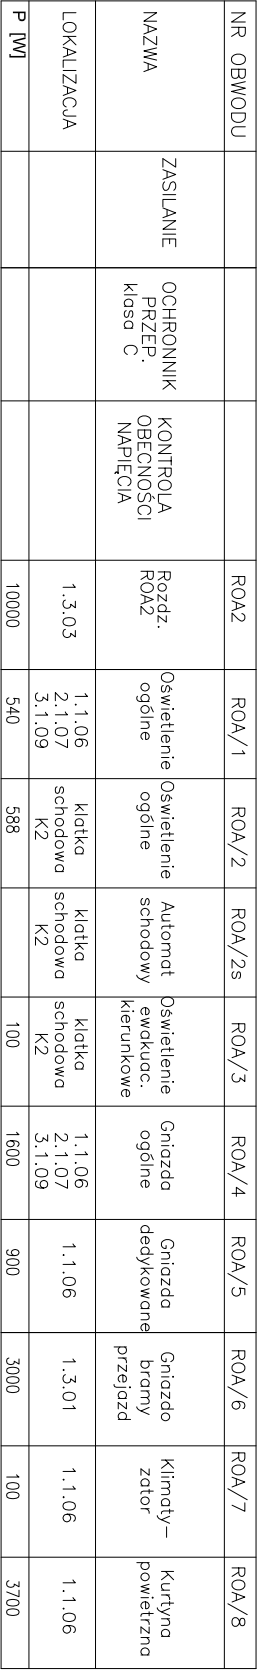 NR OBWODU
ROA2
ROA/1
ROA/2
ROA/2s
ROA/3
ROA/4
ROA/5
ROA/6
ROA/7
ROA/8
NAZWA
ZASILANIE
OCHRONNIK
PRZEP.
klasa C
KONTROLA
OBECNOŚCI
NAPIĘCIA
Rozdz.
ROA2
Oświetlenie
ogólne
Oświetlenie
ogólne
Automat
schodowy
Oświetlenie
ewakuac.
kierunkowe
Gniazda
ogólne
Gniazda
dedykowane
Gniazdo
bramy
przejazd
Klimaty-
zator
Kurtyna
powietrzna
LOKALIZACJA
1.3.03
1.1.06
2.1.07
3.1.09
klatka
schodowa
K2
klatka
schodowa
K2
klatka
schodowa
K2
1.1.06
2.1.07
3.1.09
1.1.06
1.3.01
1.1.06
1.1.06
P [W]
10000
540
588
100
1600
900
3000
100
3700